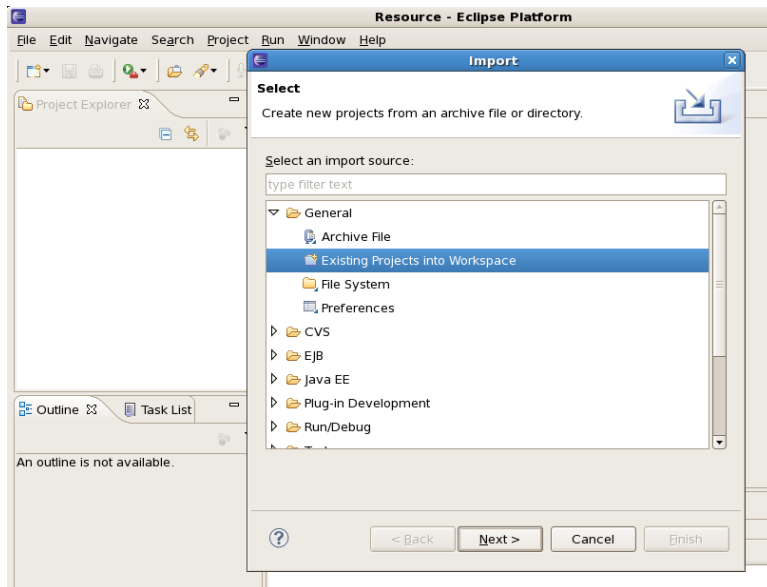 Resource - Eclipse Platform
File Edit Navigate Search Project Run Window Help
Import
Project Explorer
Select
Create new projects from an archive file or directory.
Select an import source:
type filter text
General
Archive File
Existing Projects into Workspace
File System
Preferences
CVS
EJB
Java EE
Plug-in Development
Run/Debug
Outline Task List
An outline is not available.
? < Back Next > Cancel Finish